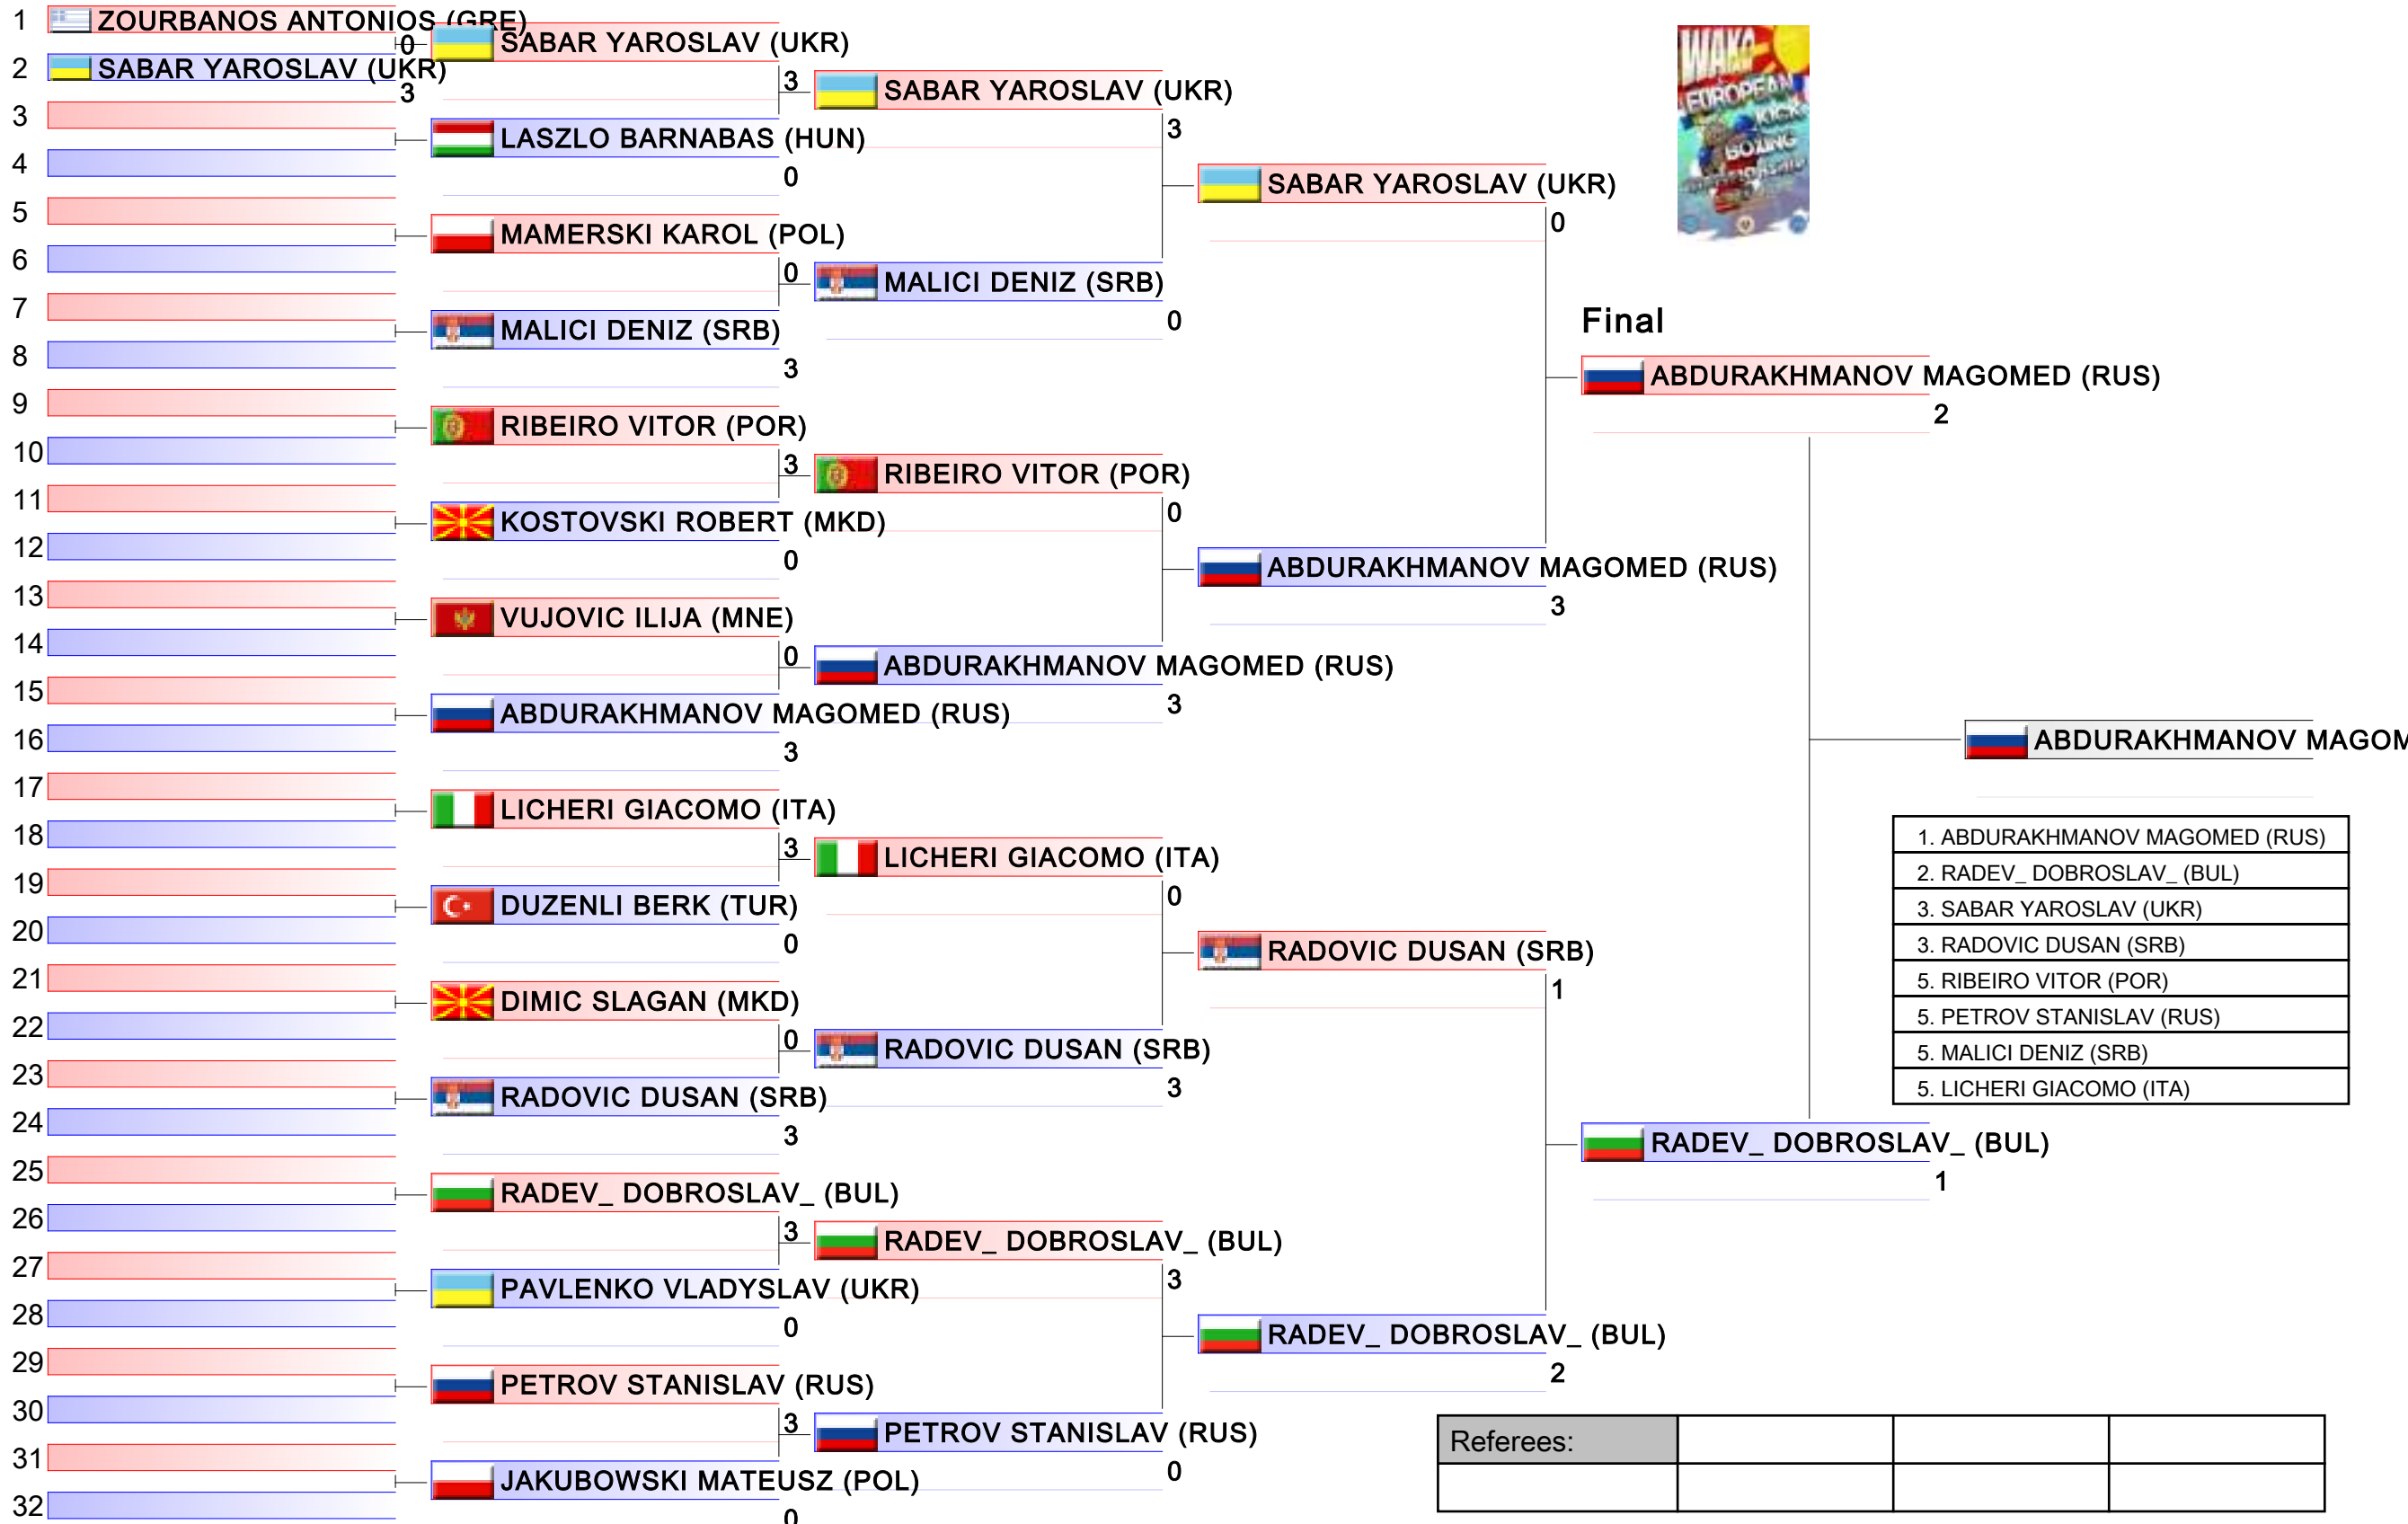 1 ZOURBANOS ANTONIOS (GRE)
0
2 SABAR YAROSLAV (UKR)
3
3
4
5
6
7
8
9
10
11
12
13
14
15
16
17
18
19
20
21
22
23
24
25
26
27
28
29
30
31
32
SABAR YAROSLAV (UKR)
3
LASZLO BARNABAS (HUN)
0
MAMERSKI KAROL (POL)
0
MALICI DENIZ (SRB)
3
RIBEIRO VITOR (POR)
3
KOSTOVSKI ROBERT (MKD)
0
VUJOVIC ILIJA (MNE)
0
ABDURAKHMANOV MAGOMED (RUS)
3
LICHERI GIACOMO (ITA)
3
DUZENLI BERK (TUR)
0
DIMIC SLAGAN (MKD)
0
RADOVIC DUSAN (SRB)
3
RADEV_ DOBROSLAV_ (BUL)
3
PAVLENKO VLADYSLAV (UKR)
0
PETROV STANISLAV (RUS)
3
JAKUBOWSKI MATEUSZ (POL)
0
SABAR YAROSLAV (UKR)
3
MALICI DENIZ (SRB)
0
RIBEIRO VITOR (POR)
0
ABDURAKHMANOV MAGOMED (RUS)
3
LICHERI GIACOMO (ITA)
0
RADOVIC DUSAN (SRB)
3
RADEV_ DOBROSLAV_ (BUL)
3
PETROV STANISLAV (RUS)
0
SABAR YAROSLAV (UKR)
0
ABDURAKHMANOV MAGOMED (RUS)
3
RADOVIC DUSAN (SRB)
1
RADEV_ DOBROSLAV_ (BUL)
2
WAKO
EUROPEAN
KICK
BOXING
Final
ABDURAKHMANOV MAGOMED (RUS)
2
RADEV_ DOBROSLAV_ (BUL)
1
ABDURAKHMANOV MAGOM
1. ABDURAKHMANOV MAGOMED (RUS)
2. RADEV_ DOBROSLAV_ (BUL)
3. SABAR YAROSLAV (UKR)
3. RADOVIC DUSAN (SRB)
5. RIBEIRO VITOR (POR)
5. PETROV STANISLAV (RUS)
5. MALICI DENIZ (SRB)
5. LICHERI GIACOMO (ITA)
Referees: